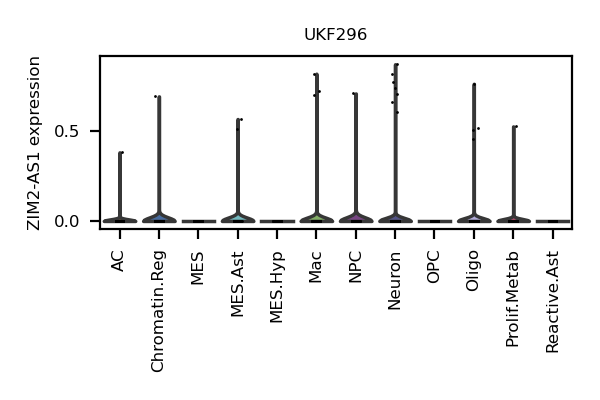 UKF296
ZIM2-AS1 expression
0.5
0.0
AC
Chromatin.Reg
MES
MES.Ast
MES.Hyp
Mac
NPC
Neuron
OPC
Oligo
Prolif.Metab
Reactive.Ast